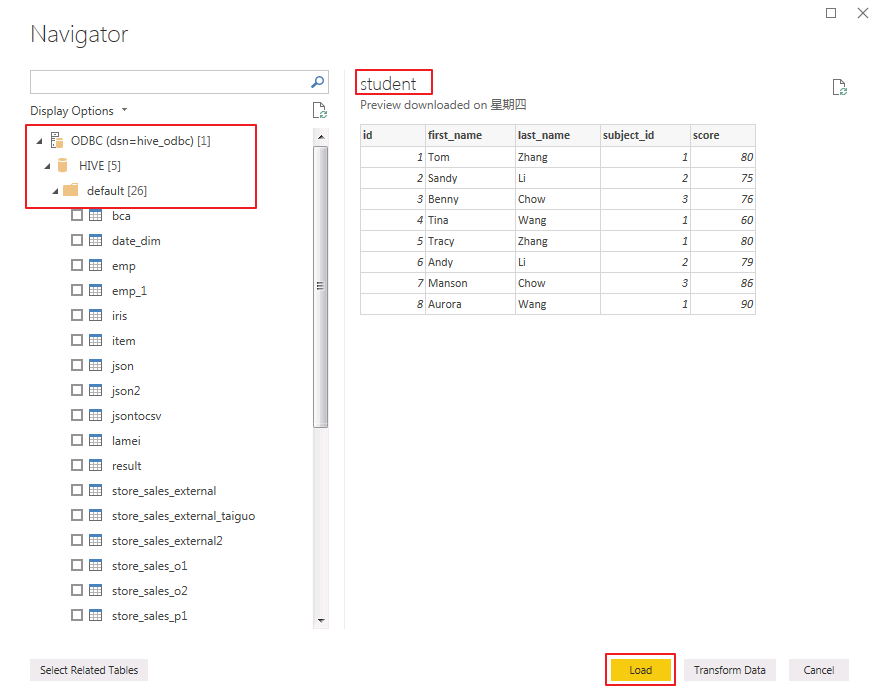 Navigator
Display Options
ODBC (dsn=hive_odbc) [1]
HIVE [5]
default [26]
bca
date_dim
emp
emp_1
iris
item
json
json2
jsontocsv
lamei
result
store_sales_external
store_sales_external_taiguo
store_sales_external2
store_sales_o1
store_sales_o2
store_sales_p1
student
Preview downloaded on 星期四
id first_name last_name subject_id score
1 Tom Zhang 1 80
2 Sandy Li 2 75
3 Benny Chow 3 76
4 Tina Wang 1 60
5 Tracy Zhang 1 80
6 Andy Li 2 79
7 Manson Chow 3 86
8 Aurora Wang 1 90
Select Related Tables
Load
Transform Data
Cancel